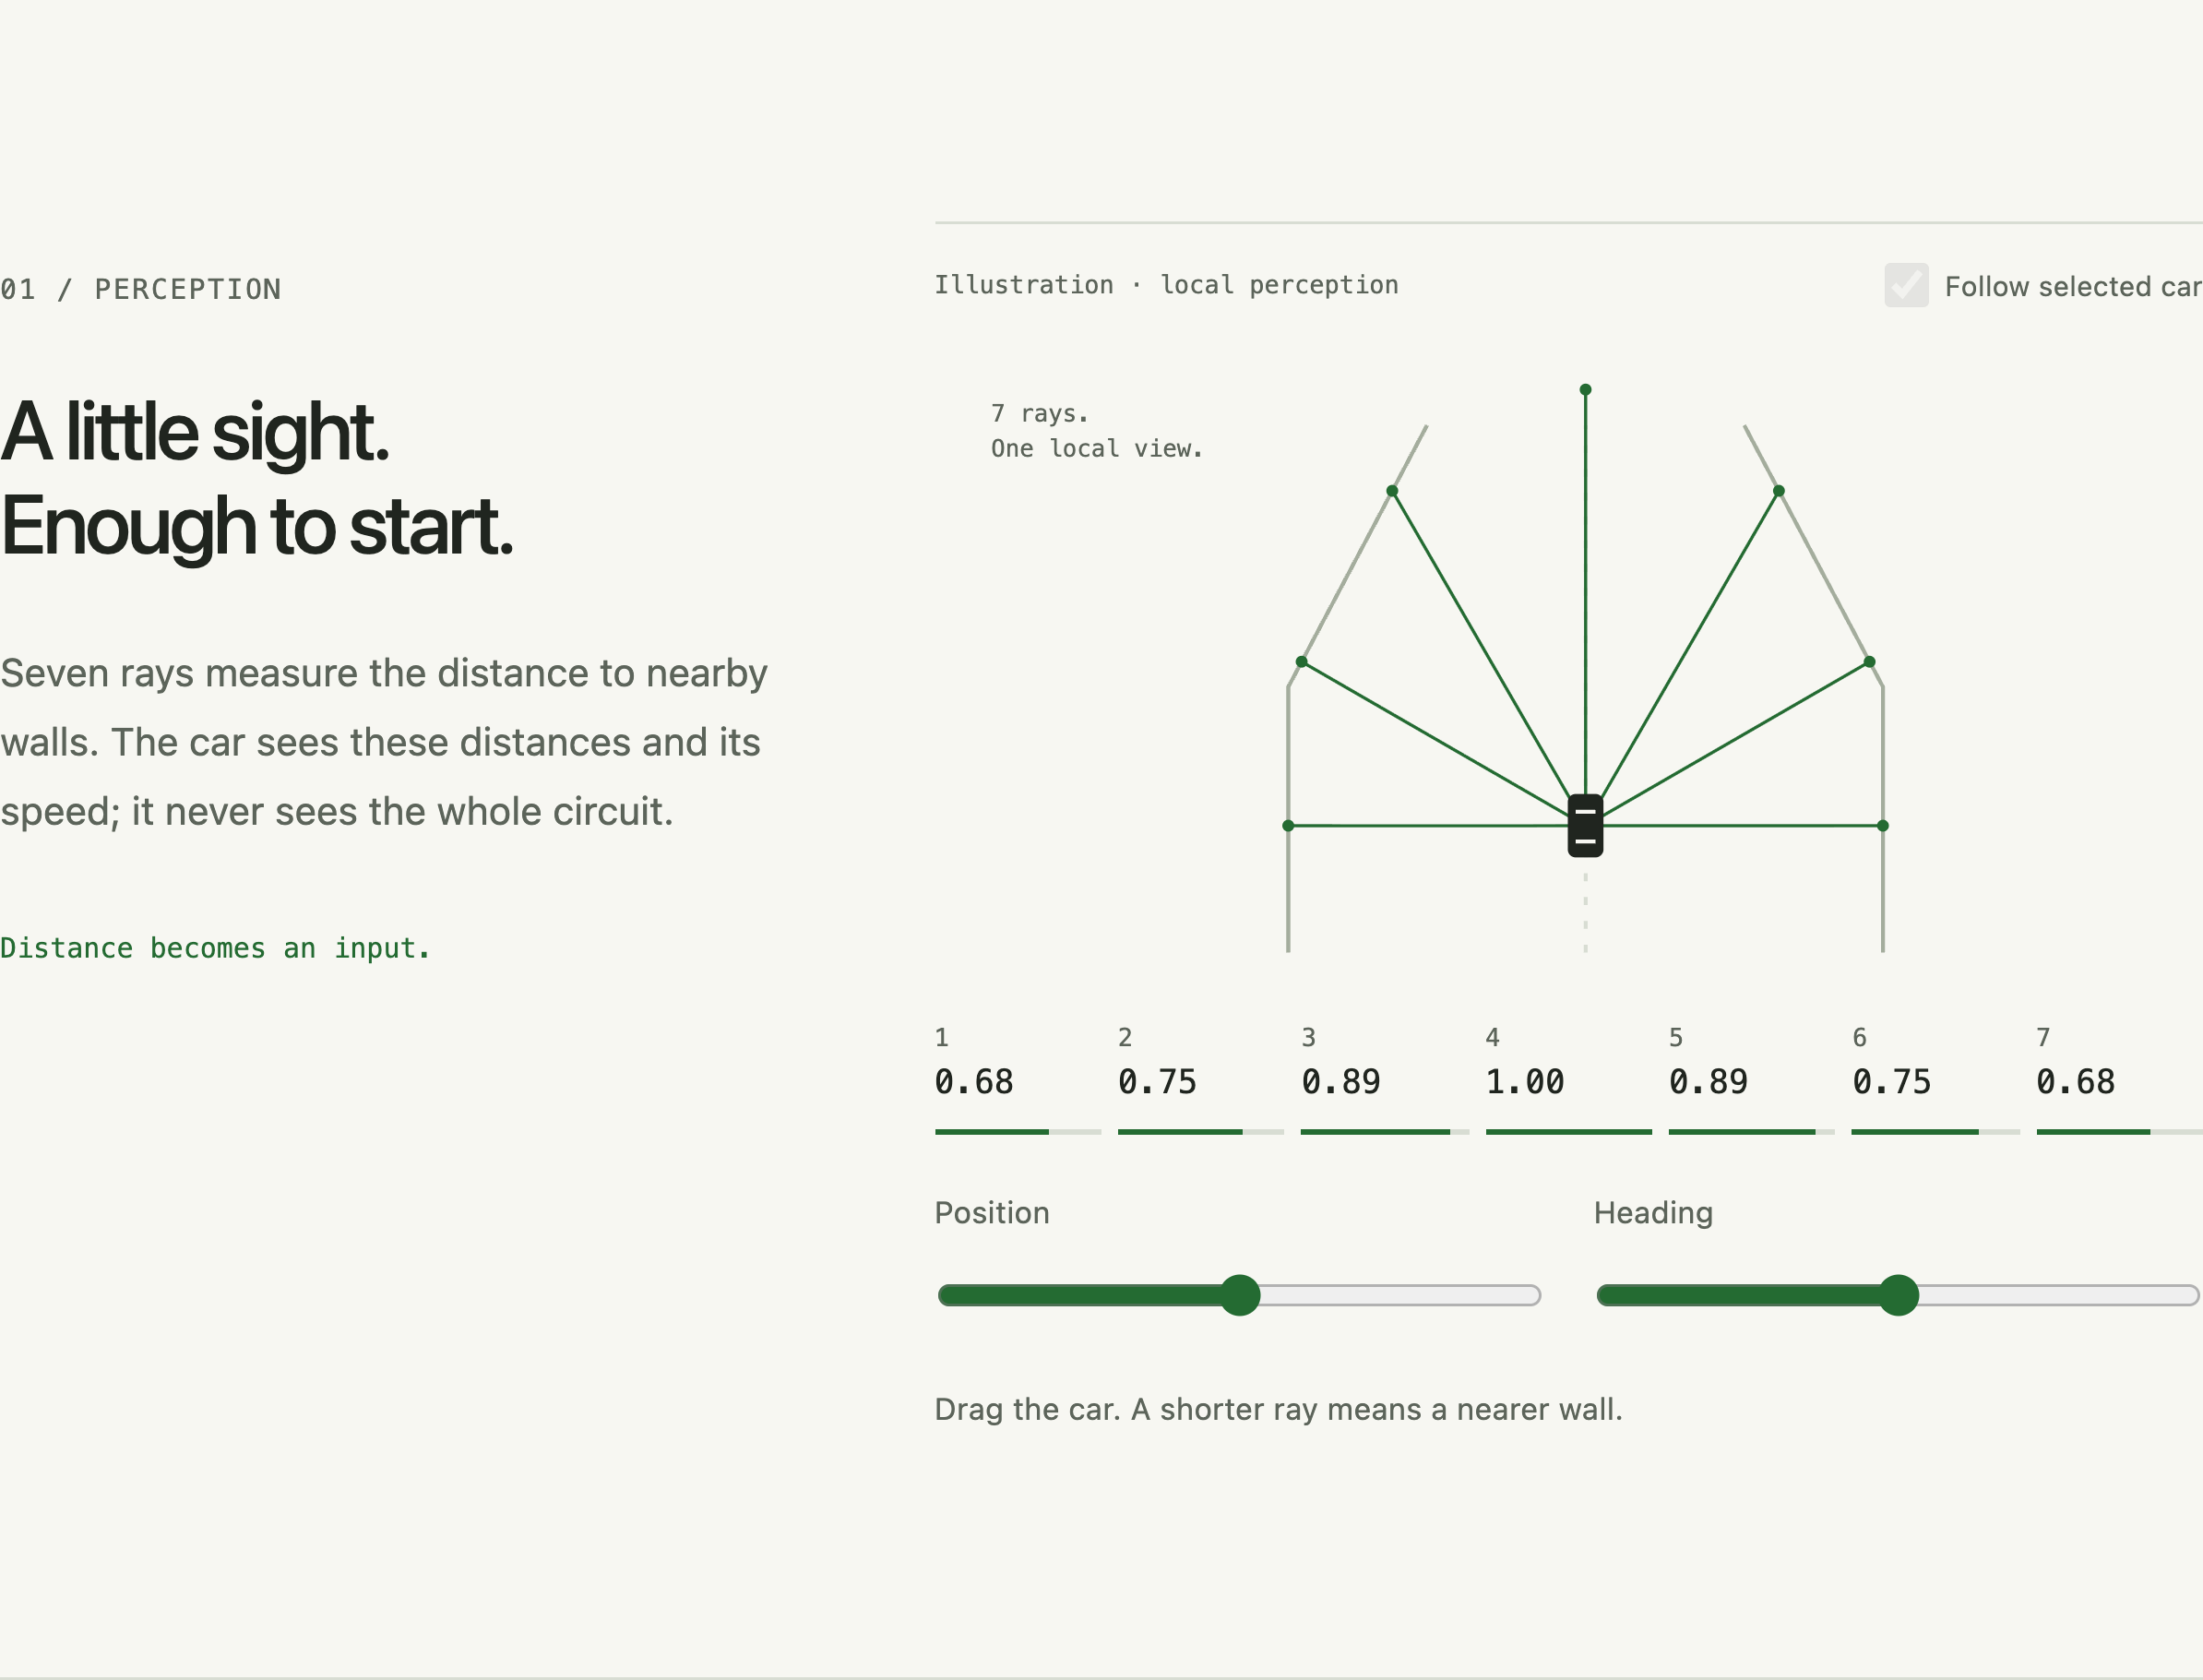 01 / PERCEPTION
A little sight.
Enough to start.
Seven rays measure the distance to nearby
walls. The car sees these distances and its
speed; it never sees the whole circuit.
Distance becomes an input.
Illustration · local perception
Follow selected car
7 rays.
One local view.
1 2 3 4 5 6 7
0.68 0.75 0.89 1.00 0.89 0.75 0.68
Position Heading
Drag the car. A shorter ray means a nearer wall.